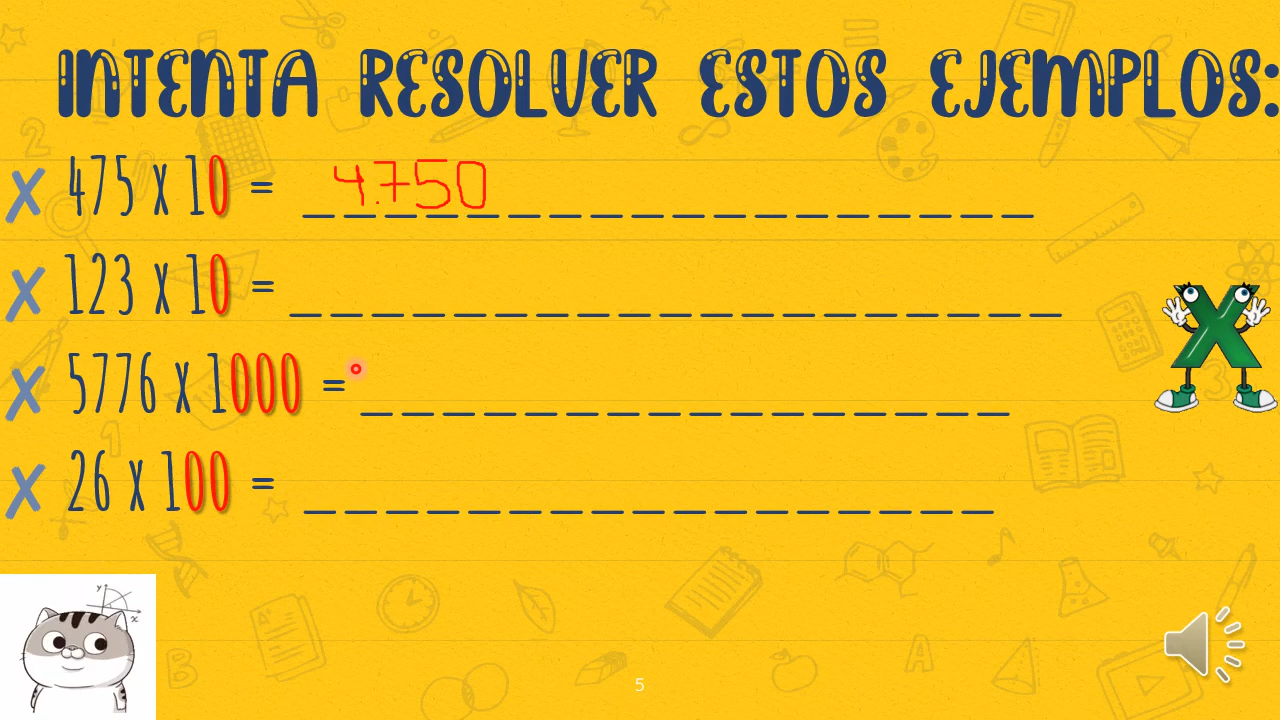 INTENTA RESOLVER ESTOS EJEMPLOS:
475 x 10 = 4.750
123 x 10 =
5776 x 1000 =
26 x 100 =
5